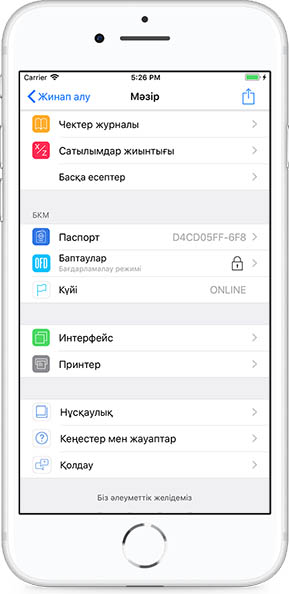 Carrier 5:26 PM
Жинап алу Мәзір
Чектер журналы
X/Z Сатылымдар жиынтығы
Басқа есептер
БКМ
Паспорт D4CD05FF-6F8
OFD Баптаулар
Бағдарламалау режимі
Күйі ONLINE
Интерфейс
Принтер
Нұсқаулық
Кеңестер мен жауаптар
Қолдау
Біз әлеуметтік желідеміз